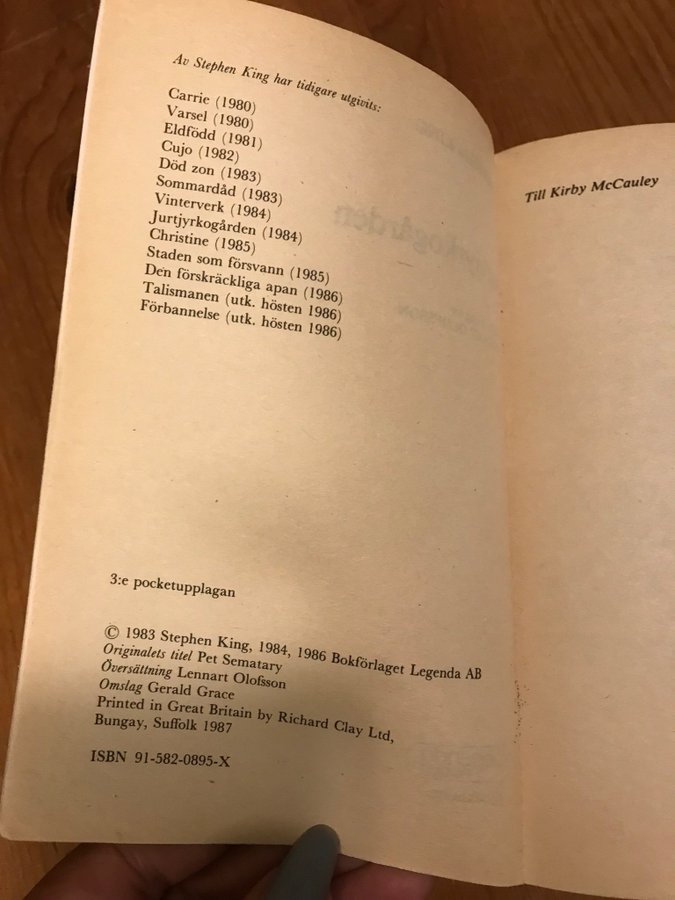 Av Stephen King har tidigare utgivits:
Carrie (1980)
Varsel (1980)
Eldfödd (1981)
Cujo (1982)
Död zon (1983)
Sommardåd (1983)
Vinterverk (1984)
Jurtjyrkogården (1984)
Christine (1985)
Staden som försvann (1985)
Den förskräckliga apan (1986)
Talismanen (utk. hösten 1986)
Förbannelse (utk. hösten 1986)
3:e pocketupplagan
© 1983 Stephen King, 1984, 1986 Bokförlaget Legenda AB
Originalets titel Pet Sematary
Översättning Lennart Olofsson
Omslag Gerald Grace
Printed in Great Britain by Richard Clay Ltd,
Bungay, Suffolk 1987
ISBN 91-582-0895-X
Till Kirby McCauley